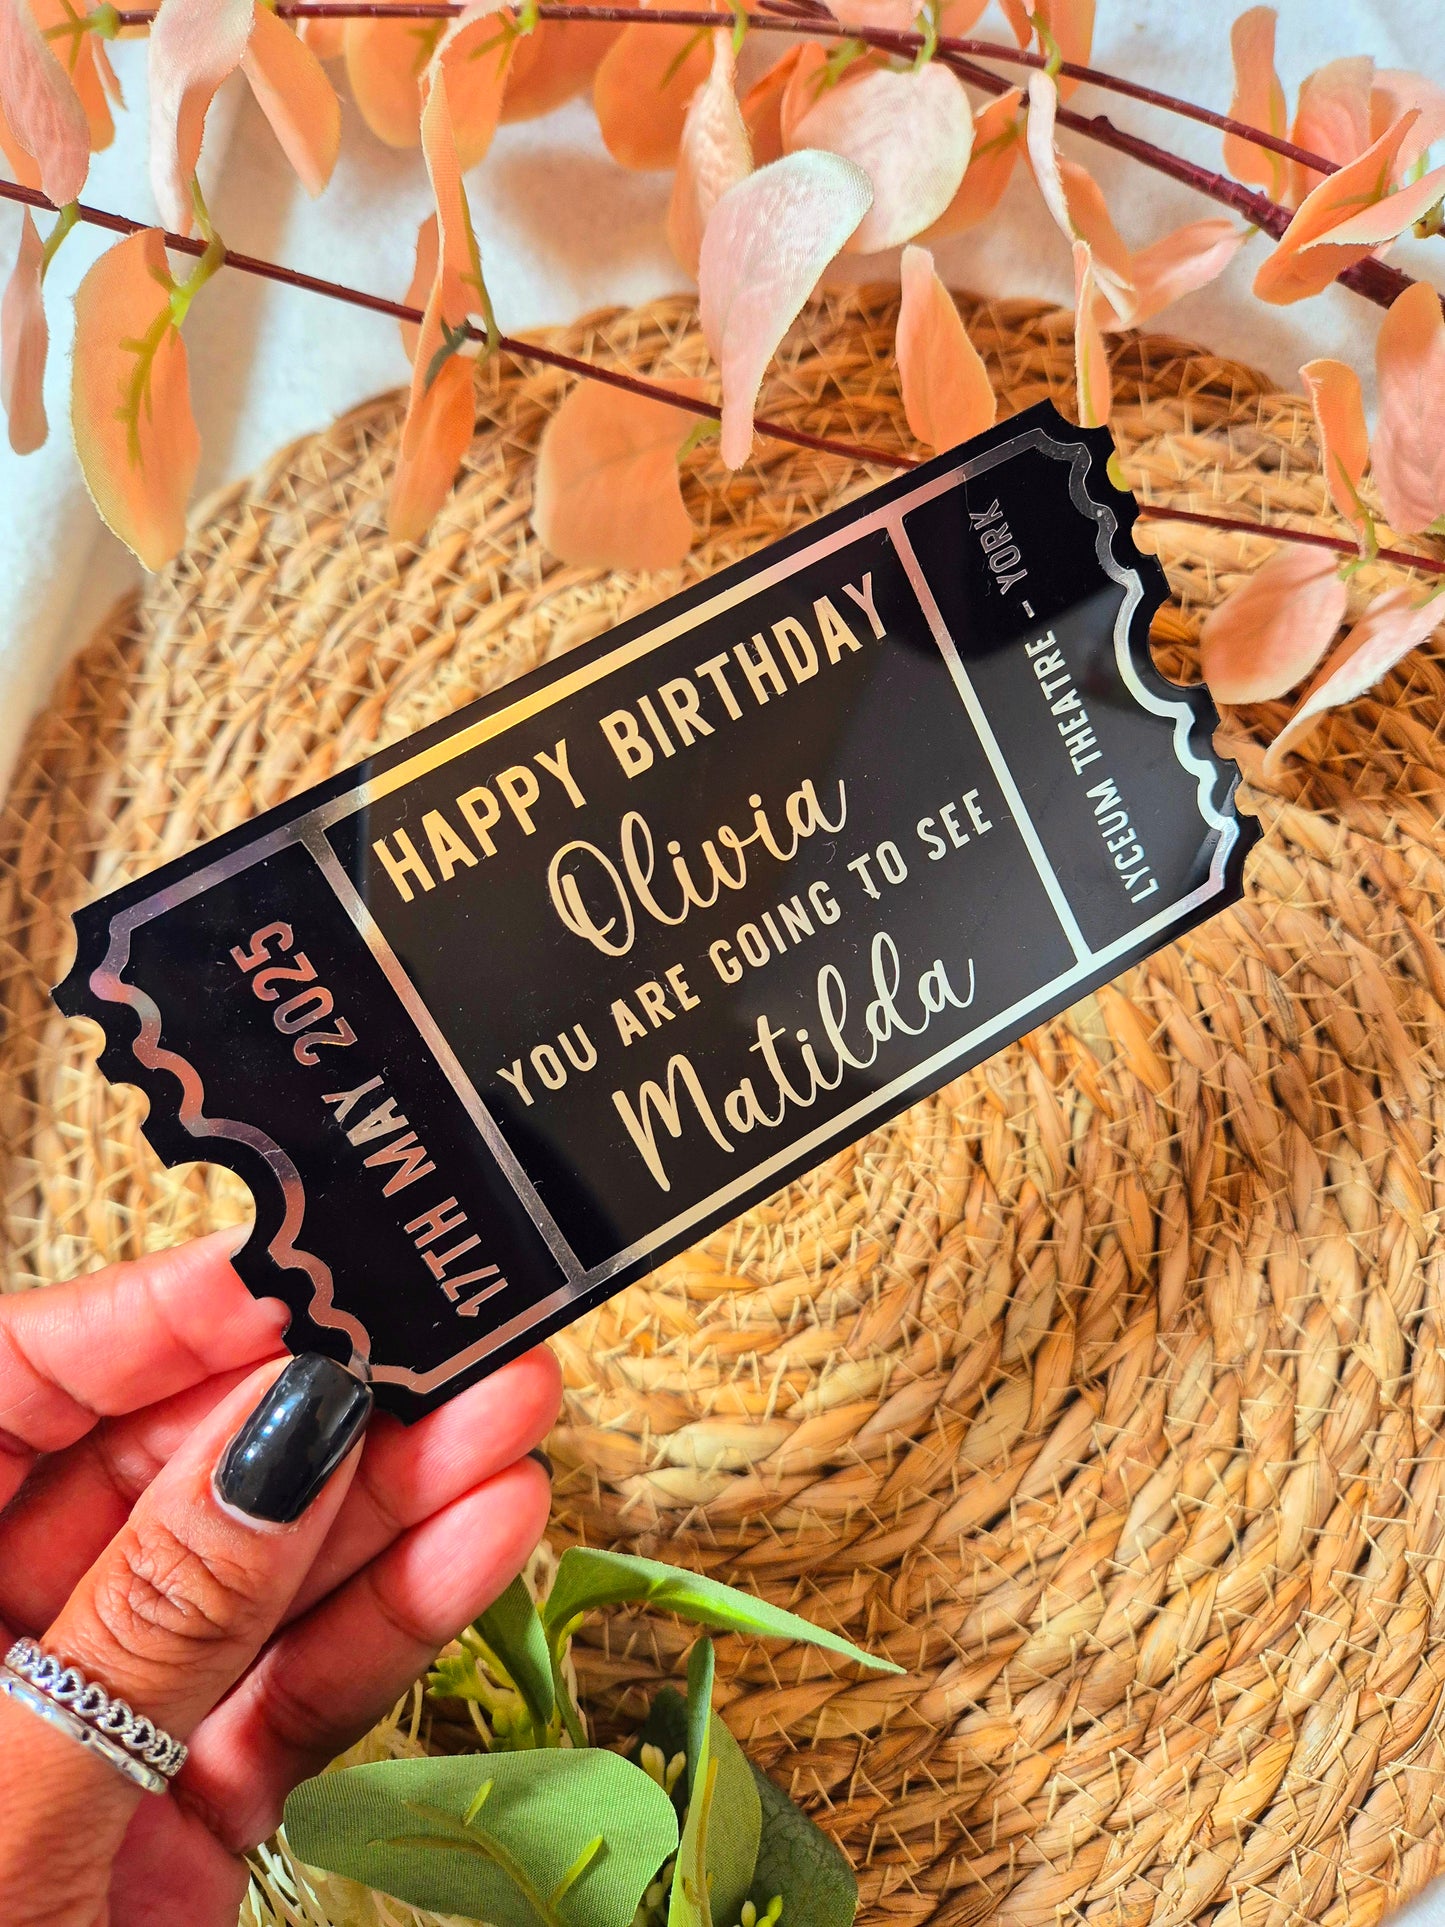 17TH MAY 2025
HAPPY BIRTHDAY
Olivia
YOU ARE GOING TO SEE
Matilda
LYCEUM THEATRE - YORK